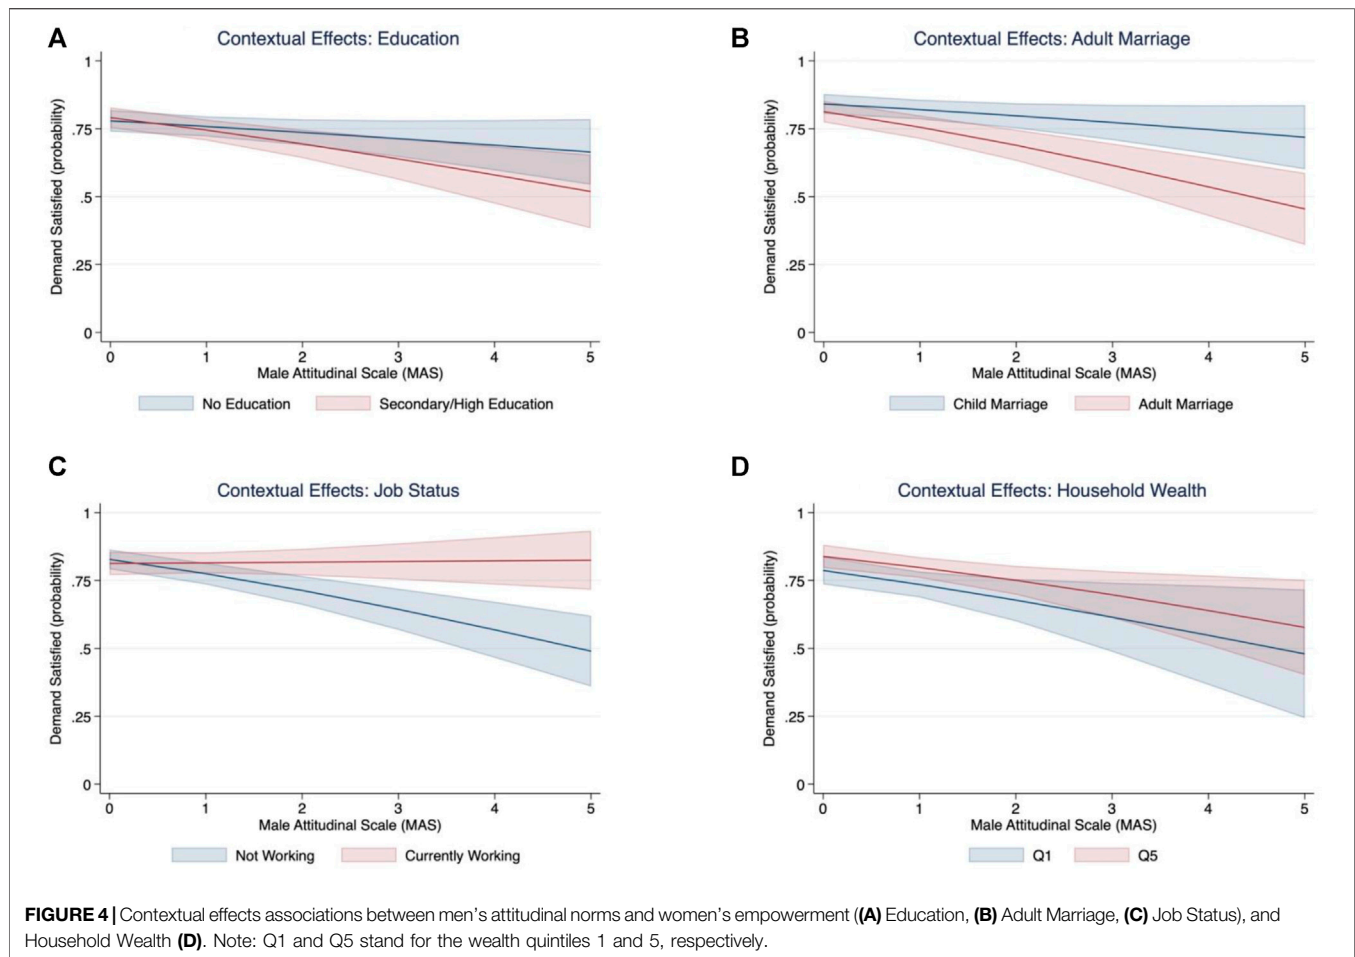 A
Contextual Effects: Education
Demand Satisfied (probability)
1
.75
.5
.25
0
0 1 2 3 4 5
Male Attitudinal Scale (MAS)
No Education Secondary/High Education
B
Contextual Effects: Adult Marriage
Demand Satisfied (probability)
1
.75
.5
.25
0
0 1 2 3 4 5
Male Attitudinal Scale (MAS)
Child Marriage Adult Marriage
C
Contextual Effects: Job Status
Demand Satisfied (probability)
1
.75
.5
.25
0
0 1 2 3 4 5
Male Attitudinal Scale (MAS)
Not Working Currently Working
D
Contextual Effects: Household Wealth
Demand Satisfied (probability)
1
.75
.5
.25
0
0 1 2 3 4 5
Male Attitudinal Scale (MAS)
Q1 Q5
FIGURE 4 | Contextual effects associations between men's attitudinal norms and women's empowerment ((A) Education, (B) Adult Marriage, (C) Job Status), and
Household Wealth (D). Note: Q1 and Q5 stand for the wealth quintiles 1 and 5, respectively.